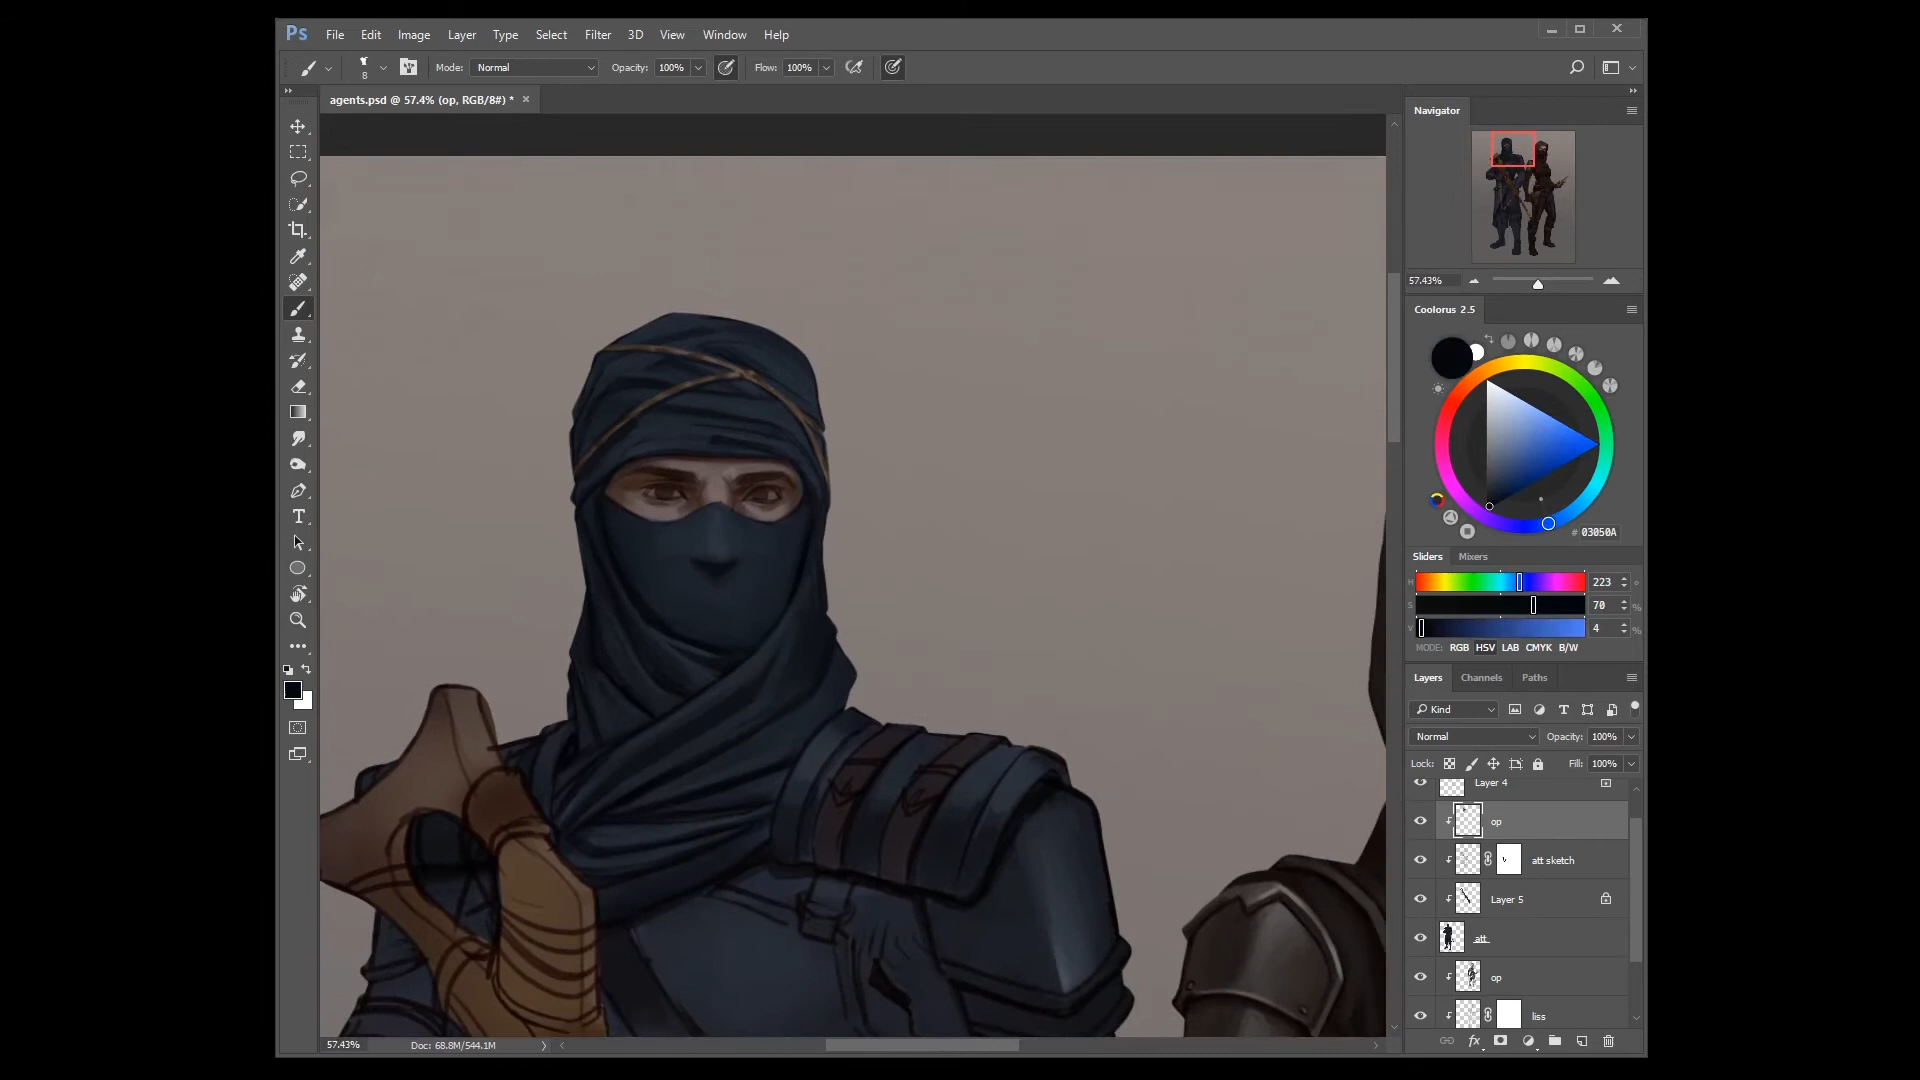 Ps File Edit Image Layer Type Select Filter 3D View Window Help
8 Mode: Normal Opacity: 100% Flow: 100%
agents.psd @ 57.4% (op, RGB/8#) * ×
Navigator
57.43%
Coolorus 2.5
# 03050A
Sliders Mixers
H 223 °
S 70 %
V 4 %
MODE: RGB HSV LAB CMYK B/W
Layers Channels Paths
Kind
Normal Opacity: 100%
Lock: Fill: 100%
Layer 4
op
att sketch
Layer 5
att
op
liss
57.43% Doc: 68.8M/544.1M
fx